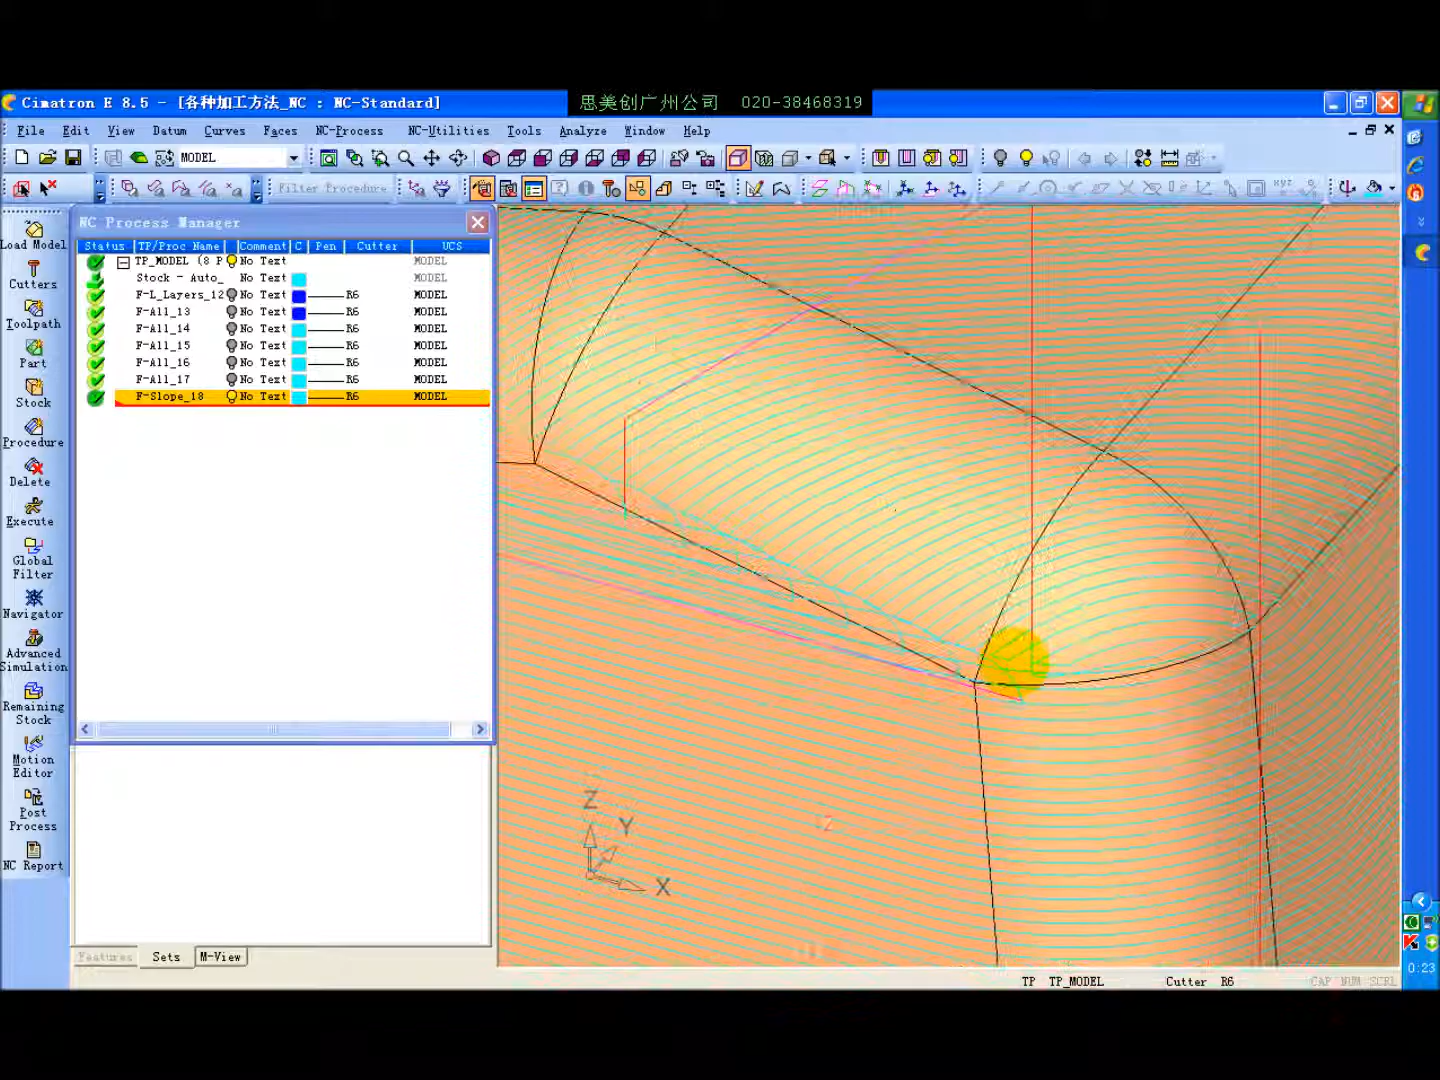 Cimatron E 8.5 - [各种加工方法_NC : NC-Standard]
思美创广州公司 020-38468319
File Edit View Datum Curves Faces NC-Process NC-Utilities Tools Analyze Window Help
MODEL
Filter Procedure
NC Process Manager
Status TP/Proc Name Comment C Pen Cutter UCS
TP_MODEL (8 P No Text MODEL
Stock - Auto_ No Text MODEL
F-L_Layers_12 No Text R6 MODEL
F-All_13 No Text R6 MODEL
F-All_14 No Text R6 MODEL
F-All_15 No Text R6 MODEL
F-All_16 No Text R6 MODEL
F-All_17 No Text R6 MODEL
F-Slope_18 No Text R6 MODEL
Load Model
Cutters
Toolpath
Part
Stock
Procedure
Delete
Execute
Global
Filter
Navigator
Advanced
Simulation
Remaining
Stock
Motion
Editor
Post
Process
NC Report
Z
Y
X
Features Sets M-View
TP TP_MODEL Cutter R6 CAP NUM SCRL
0:23